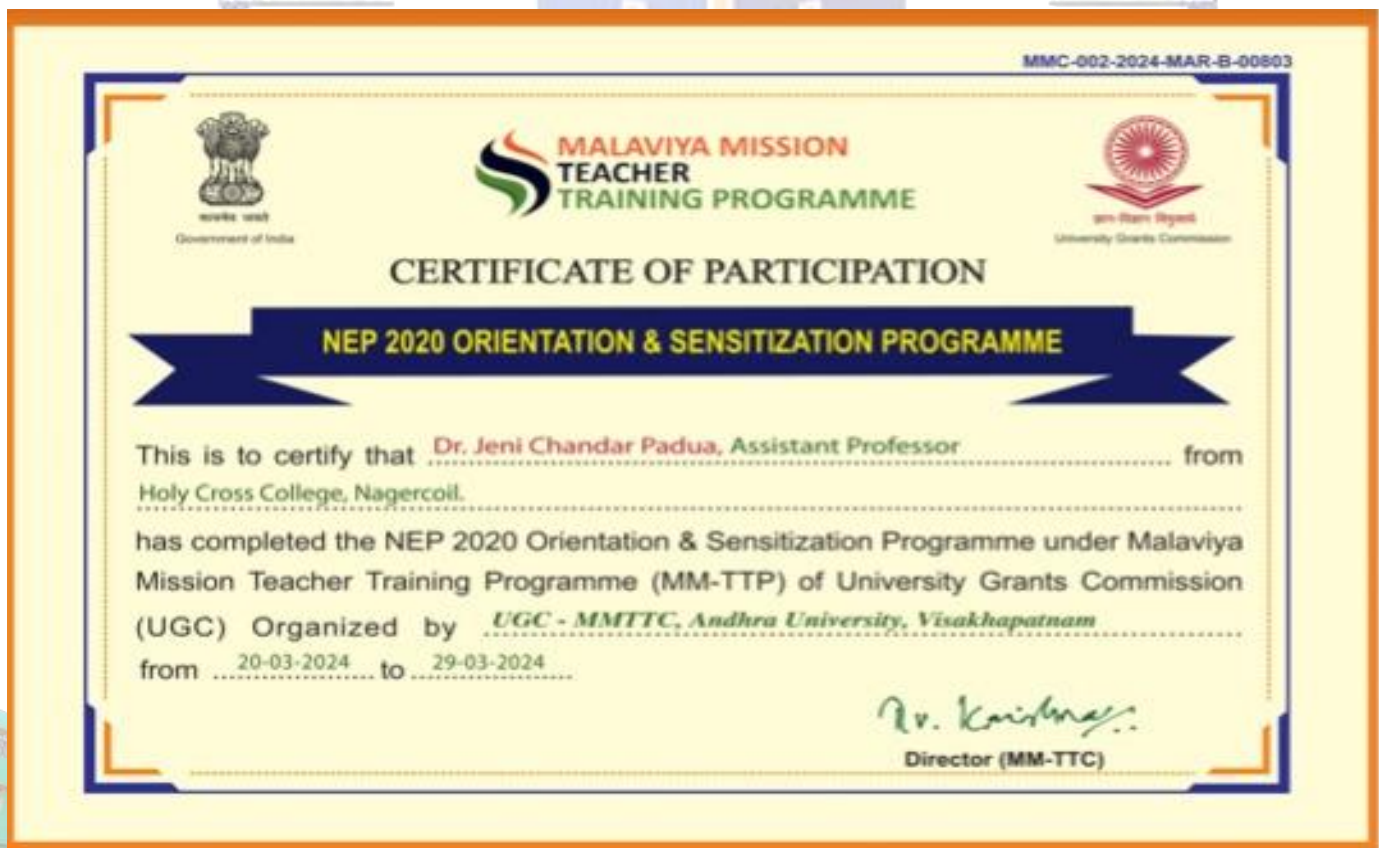 MMC-002-2024-MAR-B-00803
सत्यमेव जयते
Government of India
MALAVIYA MISSION
TEACHER
TRAINING PROGRAMME
University Grants Commission
CERTIFICATE OF PARTICIPATION
NEP 2020 ORIENTATION & SENSITIZATION PROGRAMME
This is to certify that Dr. Jeni Chandar Padua, Assistant Professor from
Holy Cross College, Nagercoil.
has completed the NEP 2020 Orientation & Sensitization Programme under Malaviya
Mission Teacher Training Programme (MM-TTP) of University Grants Commission
(UGC) Organized by UGC - MMTTC, Andhra University, Visakhapatnam
from 20-03-2024 to 29-03-2024
Director (MM-TTC)